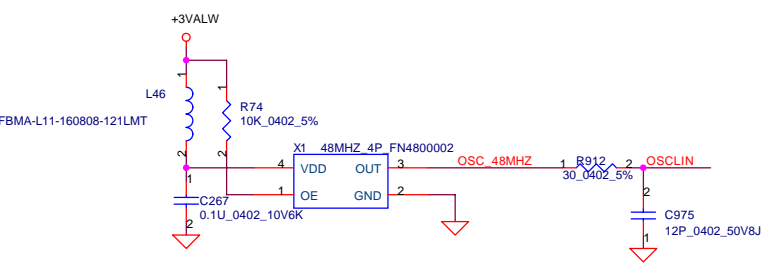 +3VALW
1
L46
1
R74
FBMA-L11-160808-121LMT
10K_0402_5%
2
2
X1 48MHZ_4P_FN4800002
4 VDD OUT 3 OSC_48MHZ 1 R912 2 OSCLIN
30_0402_5%
1
1 OE GND 2
C267
0.1U_0402_10V6K
2
2
C975
12P_0402_50V8J
1